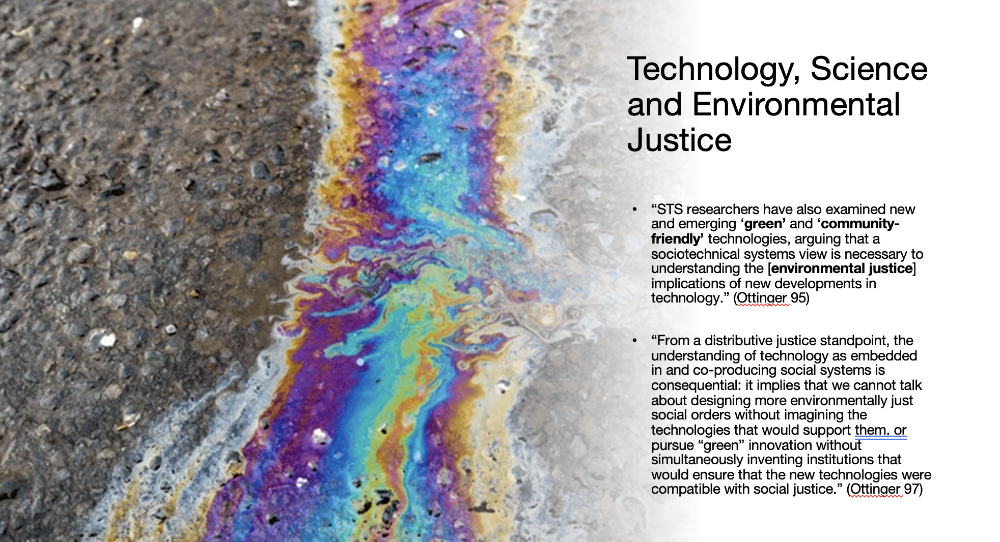 Technology, Science
and Environmental
Justice
• “STS researchers have also examined new
and emerging ‘green’ and ‘community-
friendly’ technologies, arguing that a
sociotechnical systems view is necessary to
understanding the [environmental justice]
implications of new developments in
technology.” (Ottinger 95)
• “From a distributive justice standpoint, the
understanding of technology as embedded
in and co-producing social systems is
consequential: it implies that we cannot talk
about designing more environmentally just
social orders without imagining the
technologies that would support them. or
pursue “green” innovation without
simultaneously inventing institutions that
would ensure that the new technologies were
compatible with social justice.” (Ottinger 97)